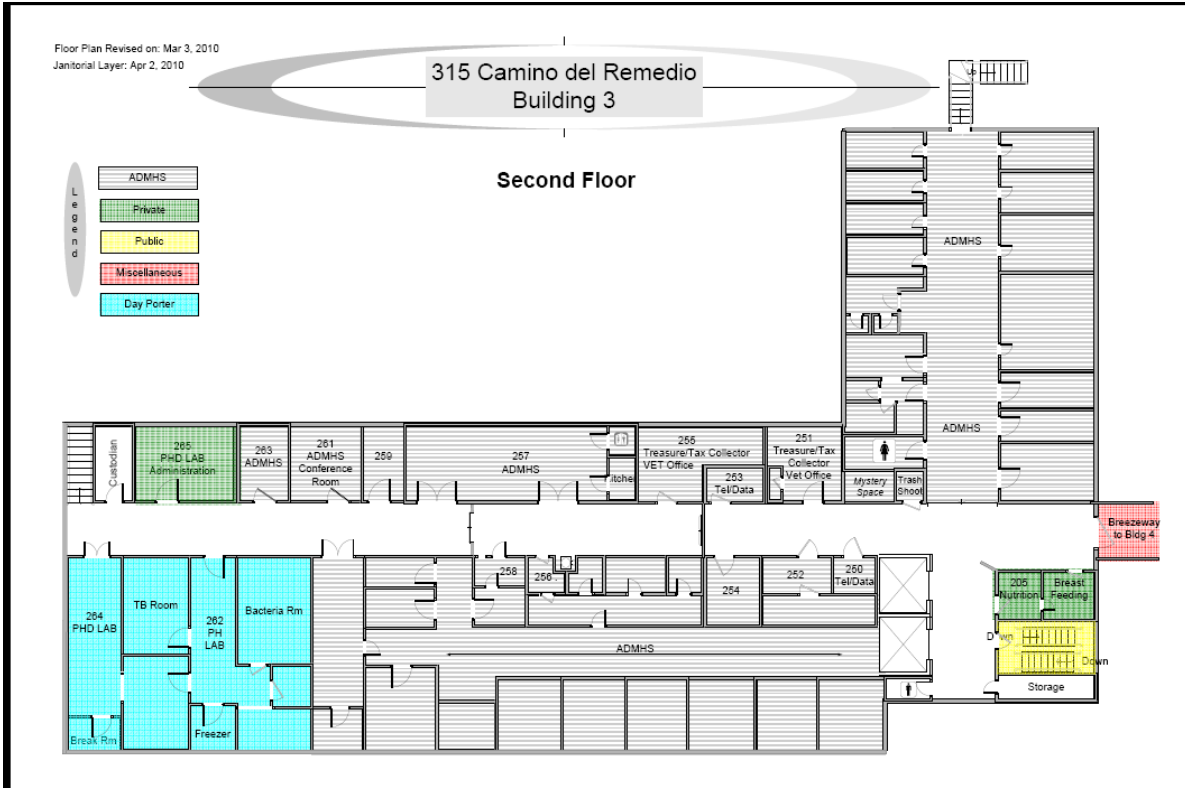 Floor Plan Revised on: Mar 3, 2010
Janitorial Layer: Apr 2, 2010
315 Camino del Remedio
Building 3
Second Floor
Legend
ADMHS
Private
Public
Miscellaneous
Day Porter
Up
ADMHS
ADMHS
Custodian
265
PHD LAB
Administration
263
ADMHS
261
ADMHS
Conference
Room
259
257
ADMHS
Kitchen
255
Treasure/Tax Collector
VET Office
253
Tel/Data
251
Treasure/Tax
Collector
Vet Office
Mystery
Space
Trash
Shoot
Breezeway
to Bldg 4
264
PHD LAB
TB Room
262
PH
LAB
Bacteria Rm
258
256
254
252
250
Tel/Data
205
Nutrition
Breast
Feeding
ADMHS
Down
Down
Storage
Break Rm
Freezer